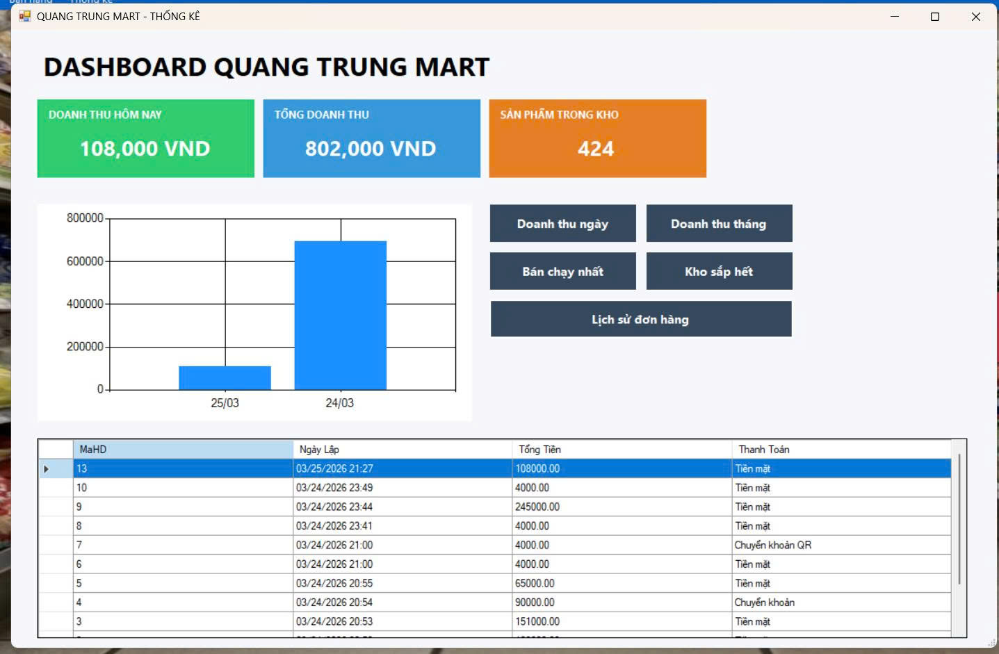 QUANG TRUNG MART - THỐNG KÊ
DASHBOARD QUANG TRUNG MART
DOANH THU HÔM NAY
108,000 VND
TỔNG DOANH THU
802,000 VND
SẢN PHẨM TRONG KHO
424
800000
600000
400000
200000
0
25/03 24/03
Doanh thu ngày Doanh thu tháng
Bán chạy nhất Kho sắp hết
Lịch sử đơn hàng
MaHD Ngày Lập Tổng Tiền Thanh Toán
13 03/25/2026 21:27 108000.00 Tiền mặt
10 03/24/2026 23:49 4000.00 Tiền mặt
9 03/24/2026 23:44 245000.00 Tiền mặt
8 03/24/2026 23:41 4000.00 Tiền mặt
7 03/24/2026 21:00 4000.00 Chuyển khoản QR
6 03/24/2026 21:00 4000.00 Tiền mặt
5 03/24/2026 20:55 65000.00 Tiền mặt
4 03/24/2026 20:54 90000.00 Chuyển khoản
3 03/24/2026 20:53 151000.00 Tiền mặt